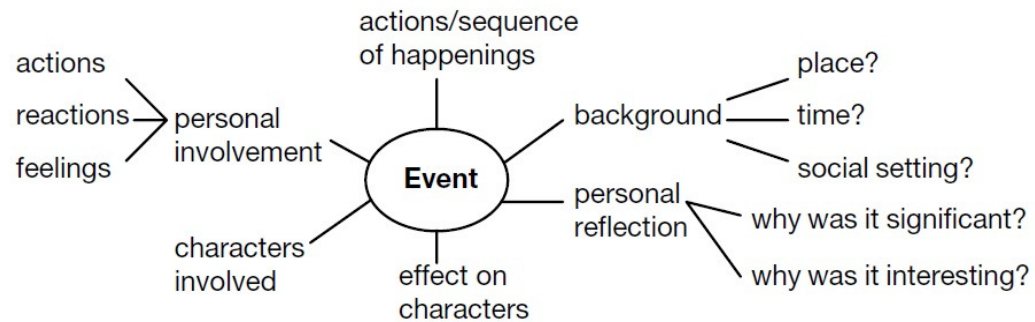 actions/sequence
of happenings
actions
reactions
feelings
personal
involvement
background
place?
time?
social setting?
Event
personal
reflection
why was it significant?
why was it interesting?
characters
involved
effect on
characters